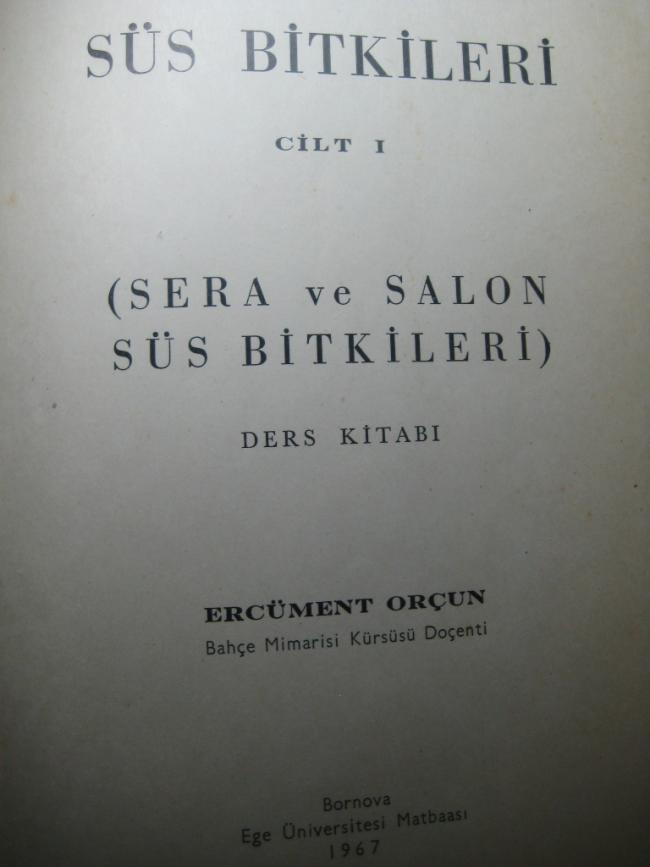 SÜS BİTKİLERİ
CİLT I
(SERA ve SALON
SÜS BİTKİLERİ)
DERS KİTABI
ERCÜMENT ORÇUN
Bahçe Mimarisi Kürsüsü Doçenti
Bornova
Ege Üniversitesi Matbaası
1967